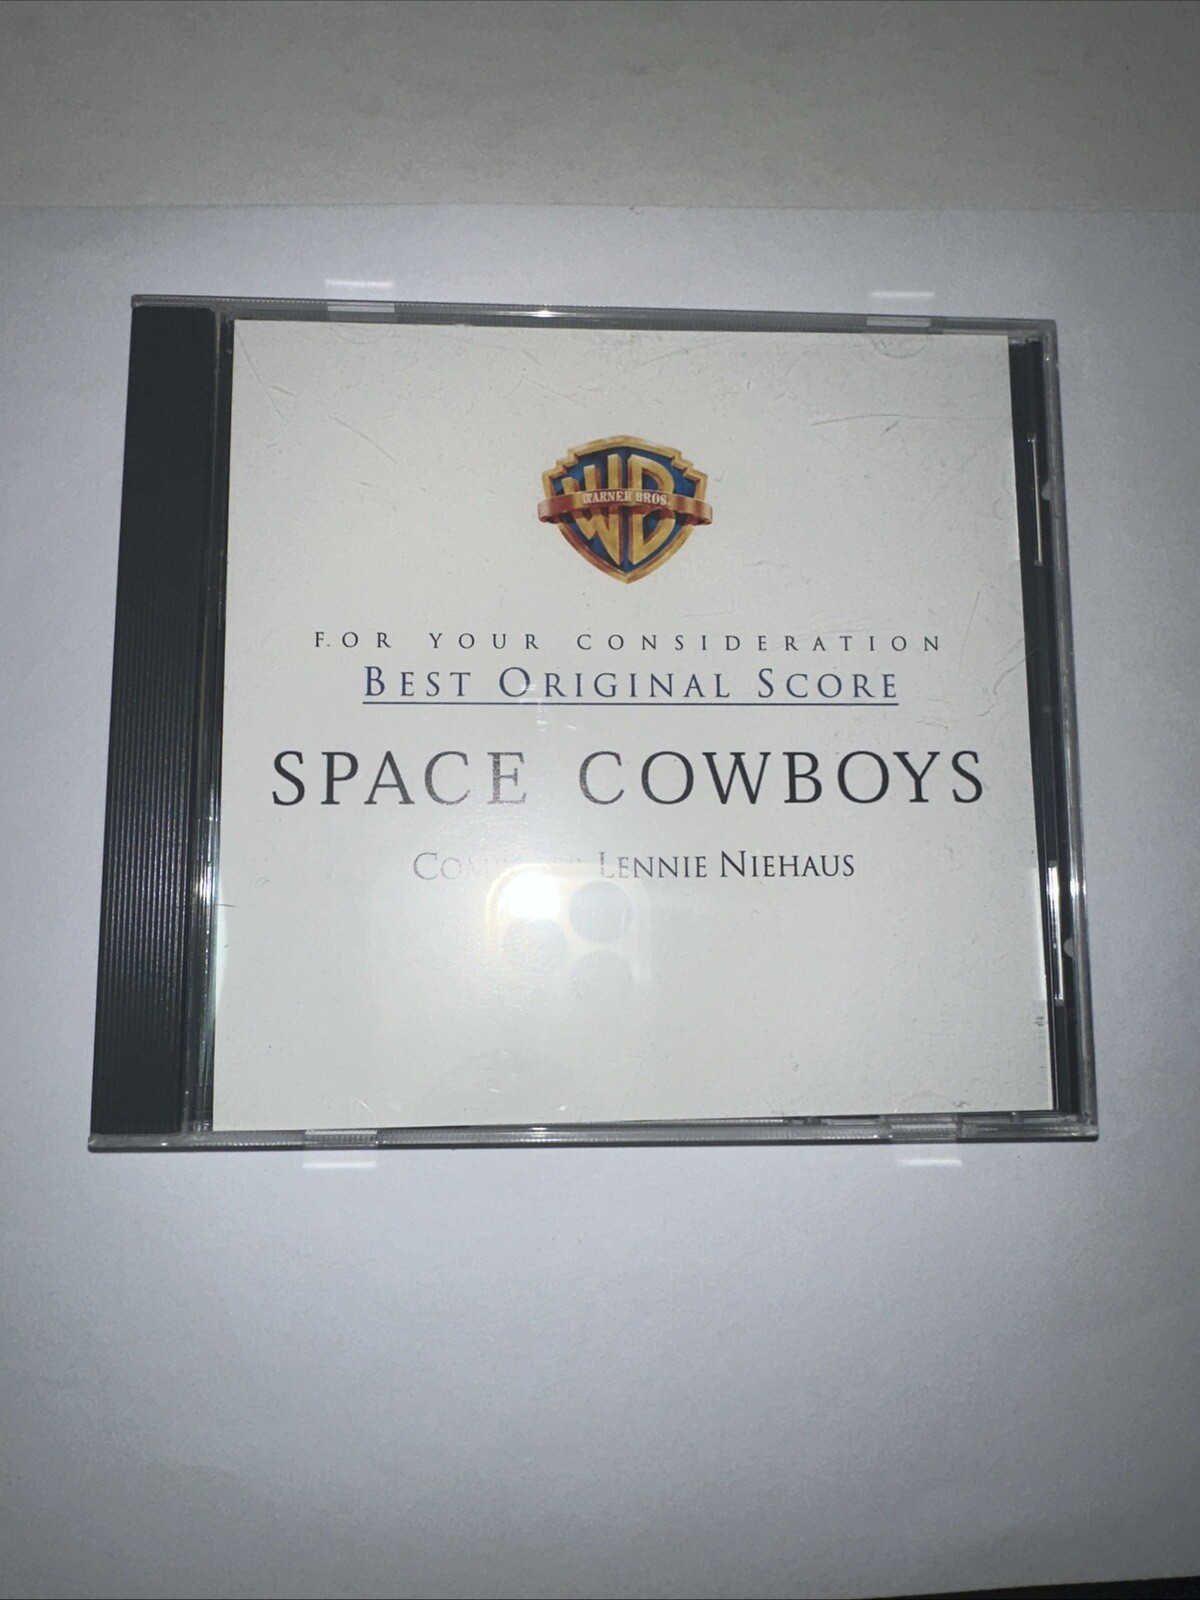 WB
WARNER BROS.
FOR YOUR CONSIDERATION
BEST ORIGINAL SCORE
SPACE COWBOYS
LENNIE NIEHAUS